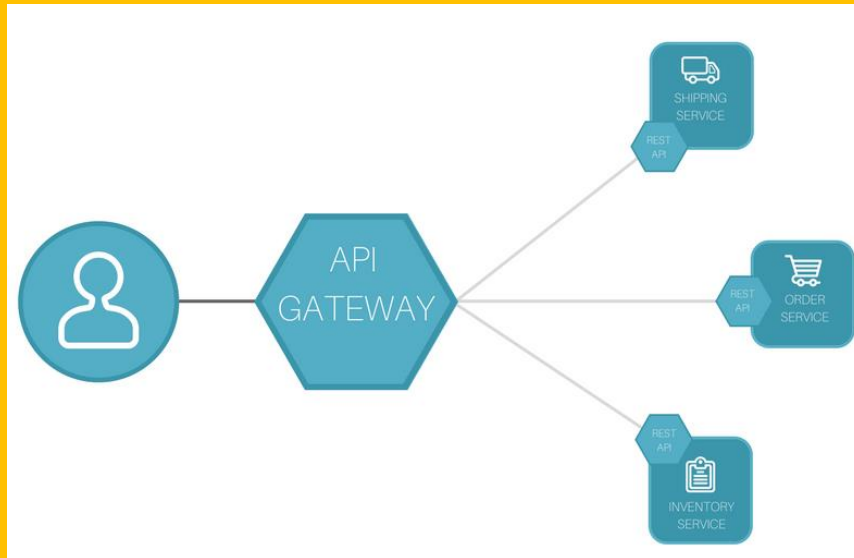 SHIPPING
SERVICE
REST
API
API
GATEWAY
REST
API
ORDER
SERVICE
REST
API
INVENTORY
SERVICE